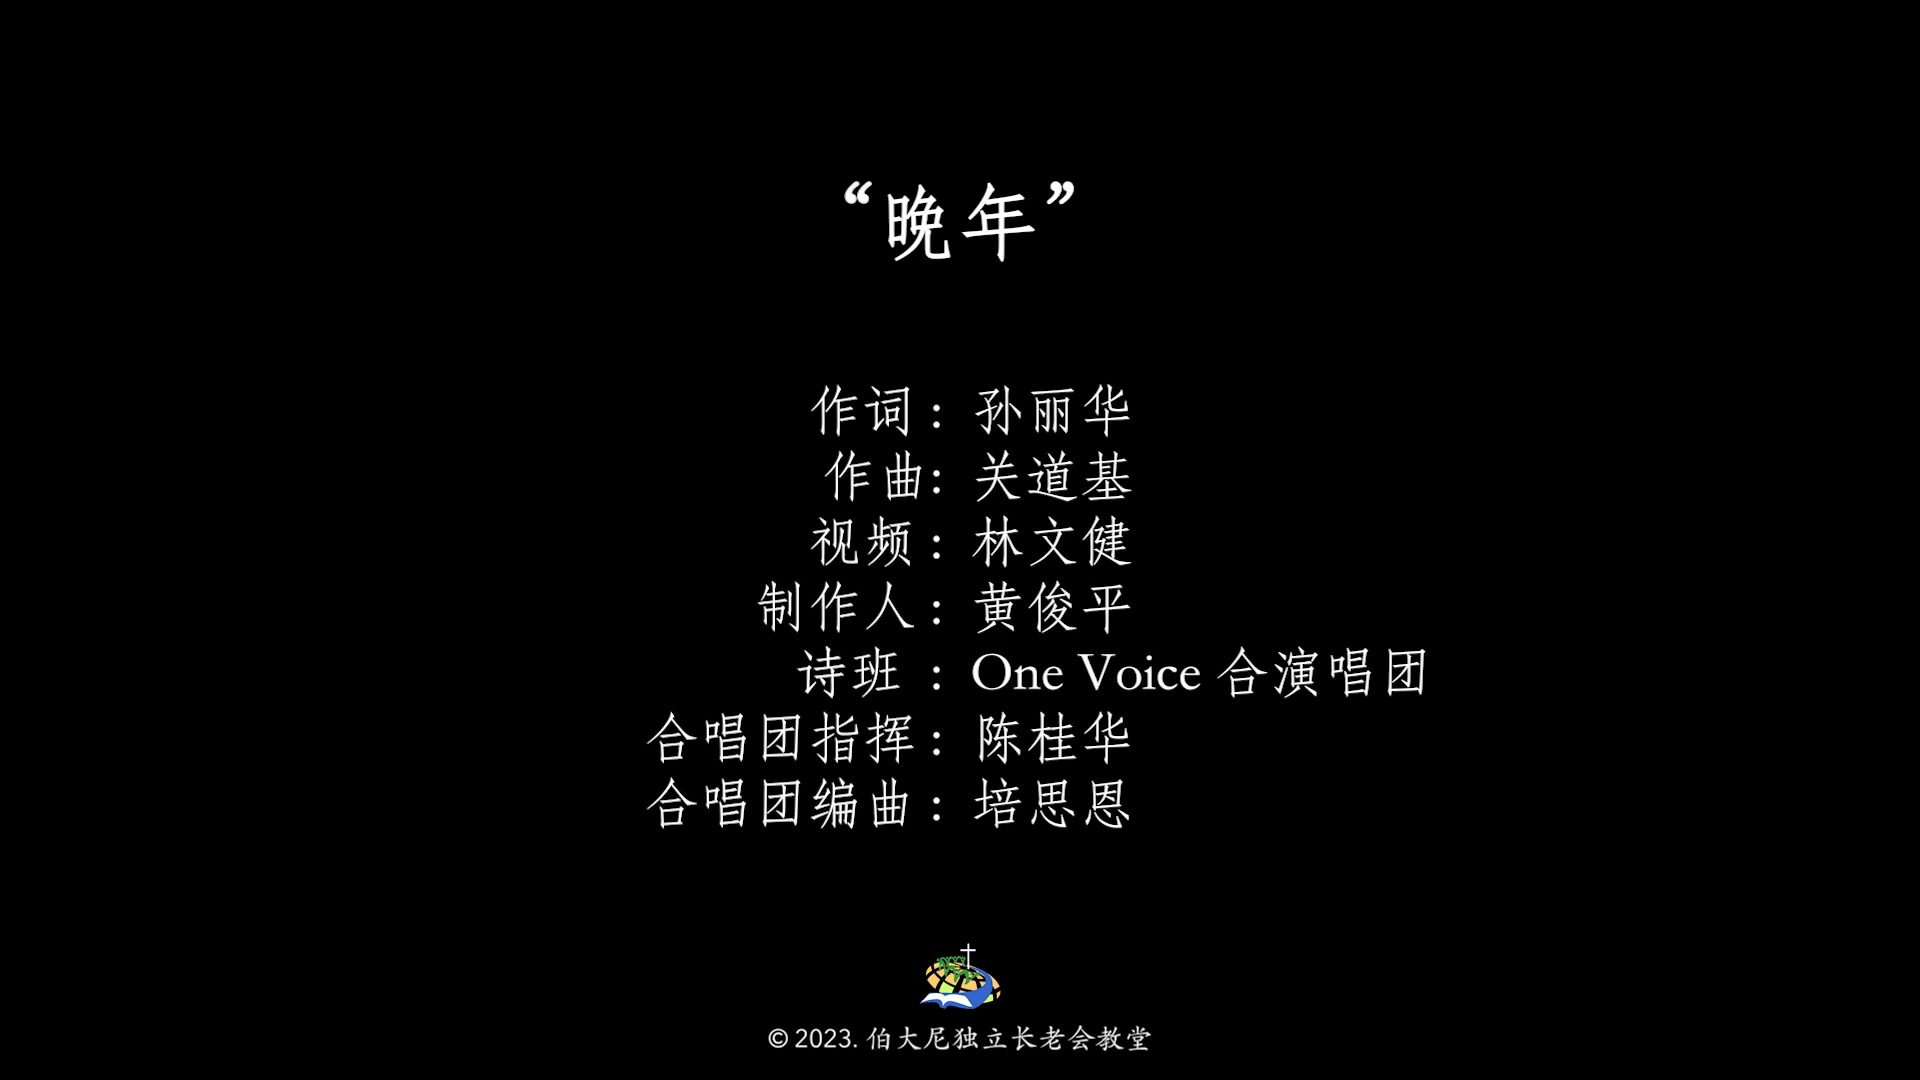 “晚年”
作词：孙丽华
作曲：关道基
视频：林文健
制作人：黄俊平
诗班：One Voice 合演唱团
合唱团指挥：陈桂华
合唱团编曲：培思恩
© 2023. 伯大尼独立长老会教堂